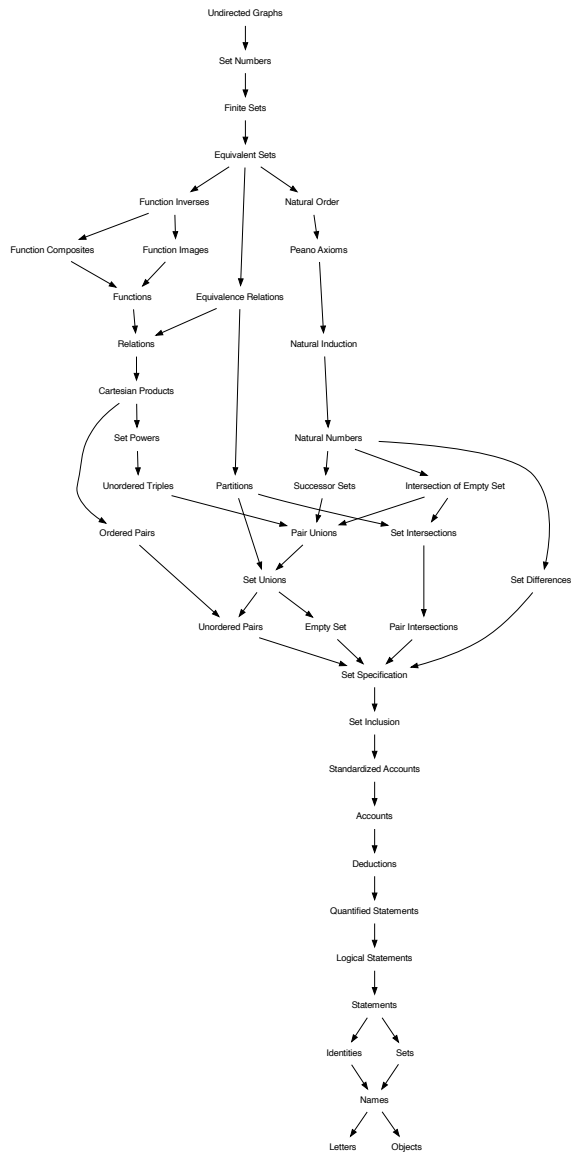 Undirected Graphs
Set Numbers
Finite Sets
Equivalent Sets
Function Inverses
Natural Order
Function Composites
Function Images
Peano Axioms
Functions
Equivalence Relations
Relations
Natural Induction
Cartesian Products
Set Powers
Natural Numbers
Unordered Triples
Partitions
Successor Sets
Intersection of Empty Set
Ordered Pairs
Pair Unions
Set Intersections
Set Unions
Set Differences
Unordered Pairs
Empty Set
Pair Intersections
Set Specification
Set Inclusion
Standardized Accounts
Accounts
Deductions
Quantified Statements
Logical Statements
Statements
Identities
Sets
Names
Letters
Objects